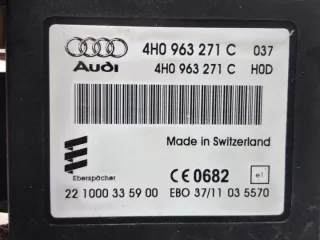 4H0 963 271 C 037
Audi 4H0 963 271 C H0D
Made in Switzerland
Eberspächer
CE 0682 e1
22 1000 33 59 00 EBO 37/11 03 5570